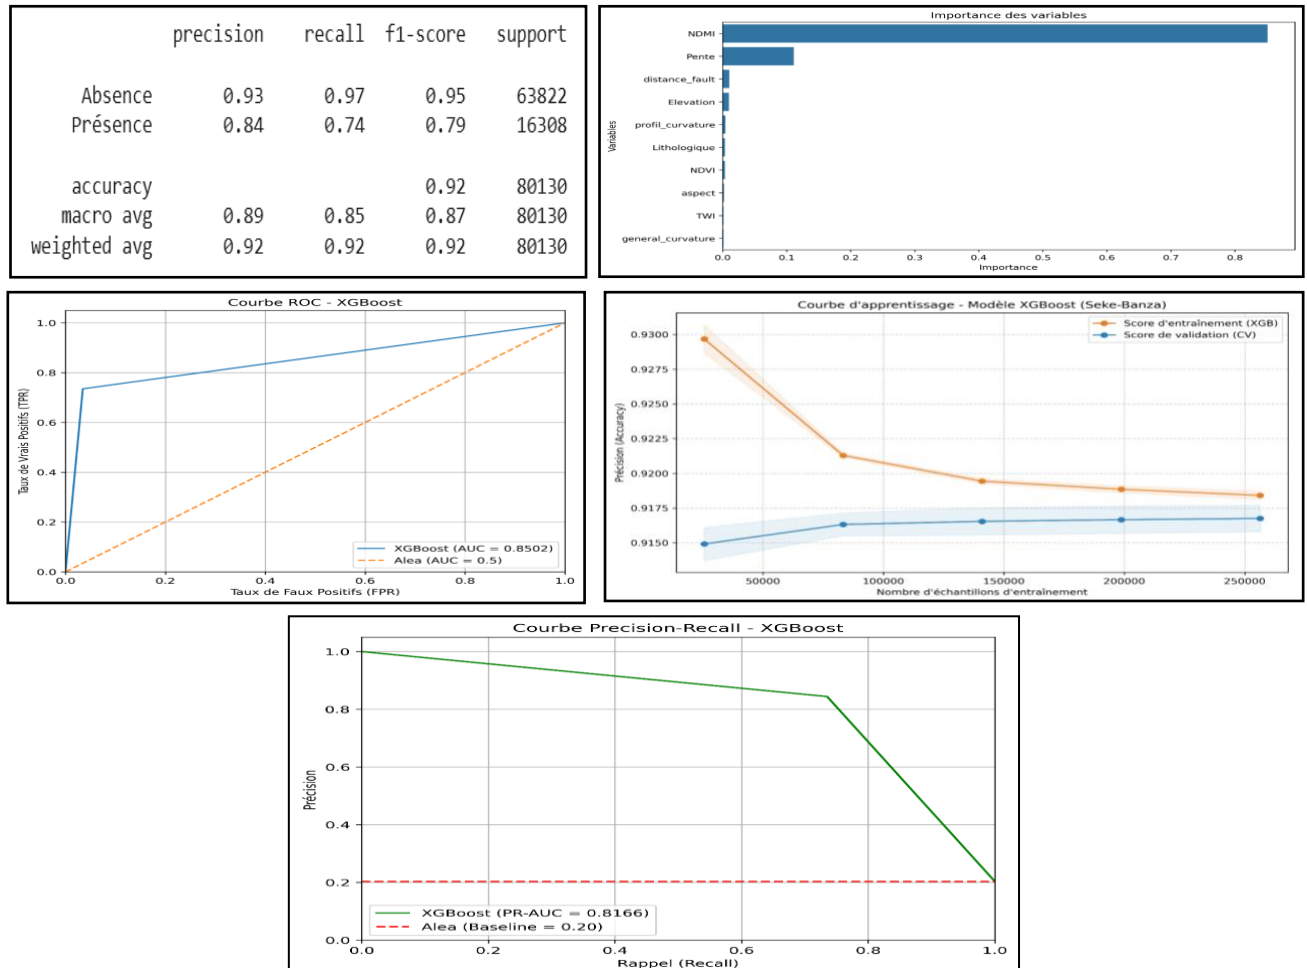 precision recall f1-score support
Absence 0.93 0.97 0.95 63822
Présence 0.84 0.74 0.79 16308
accuracy 0.92 80130
macro avg 0.89 0.85 0.87 80130
weighted avg 0.92 0.92 0.92 80130
Importance des variables
Variables
NDMI
Pente
distance_fault
Elevation
profil_curvature
Lithologique
NDVI
aspect
TWI
general_curvature
0.0 0.1 0.2 0.3 0.4 0.5 0.6 0.7 0.8
Importance
Courbe ROC - XGBoost
Taux de Vrais Positifs (TPR)
1.0
0.8
0.6
0.4
0.2
0.0
XGBoost (AUC = 0.8502)
Alea (AUC = 0.5)
0.0 0.2 0.4 0.6 0.8 1.0
Taux de Faux Positifs (FPR)
Courbe d'apprentissage - Modèle XGBoost (Seke-Banza)
Précision (Accuracy)
0.9300
0.9275
0.9250
0.9225
0.9200
0.9175
0.9150
Score d'entraînement (XGB)
Score de validation (CV)
50000 100000 150000 200000 250000
Nombre d'échantillons d'entraînement
Courbe Precision-Recall - XGBoost
Précision
1.0
0.8
0.6
0.4
0.2
0.0
XGBoost (PR-AUC = 0.8166)
Alea (Baseline = 0.20)
0.0 0.2 0.4 0.6 0.8 1.0
Rappel (Recall)